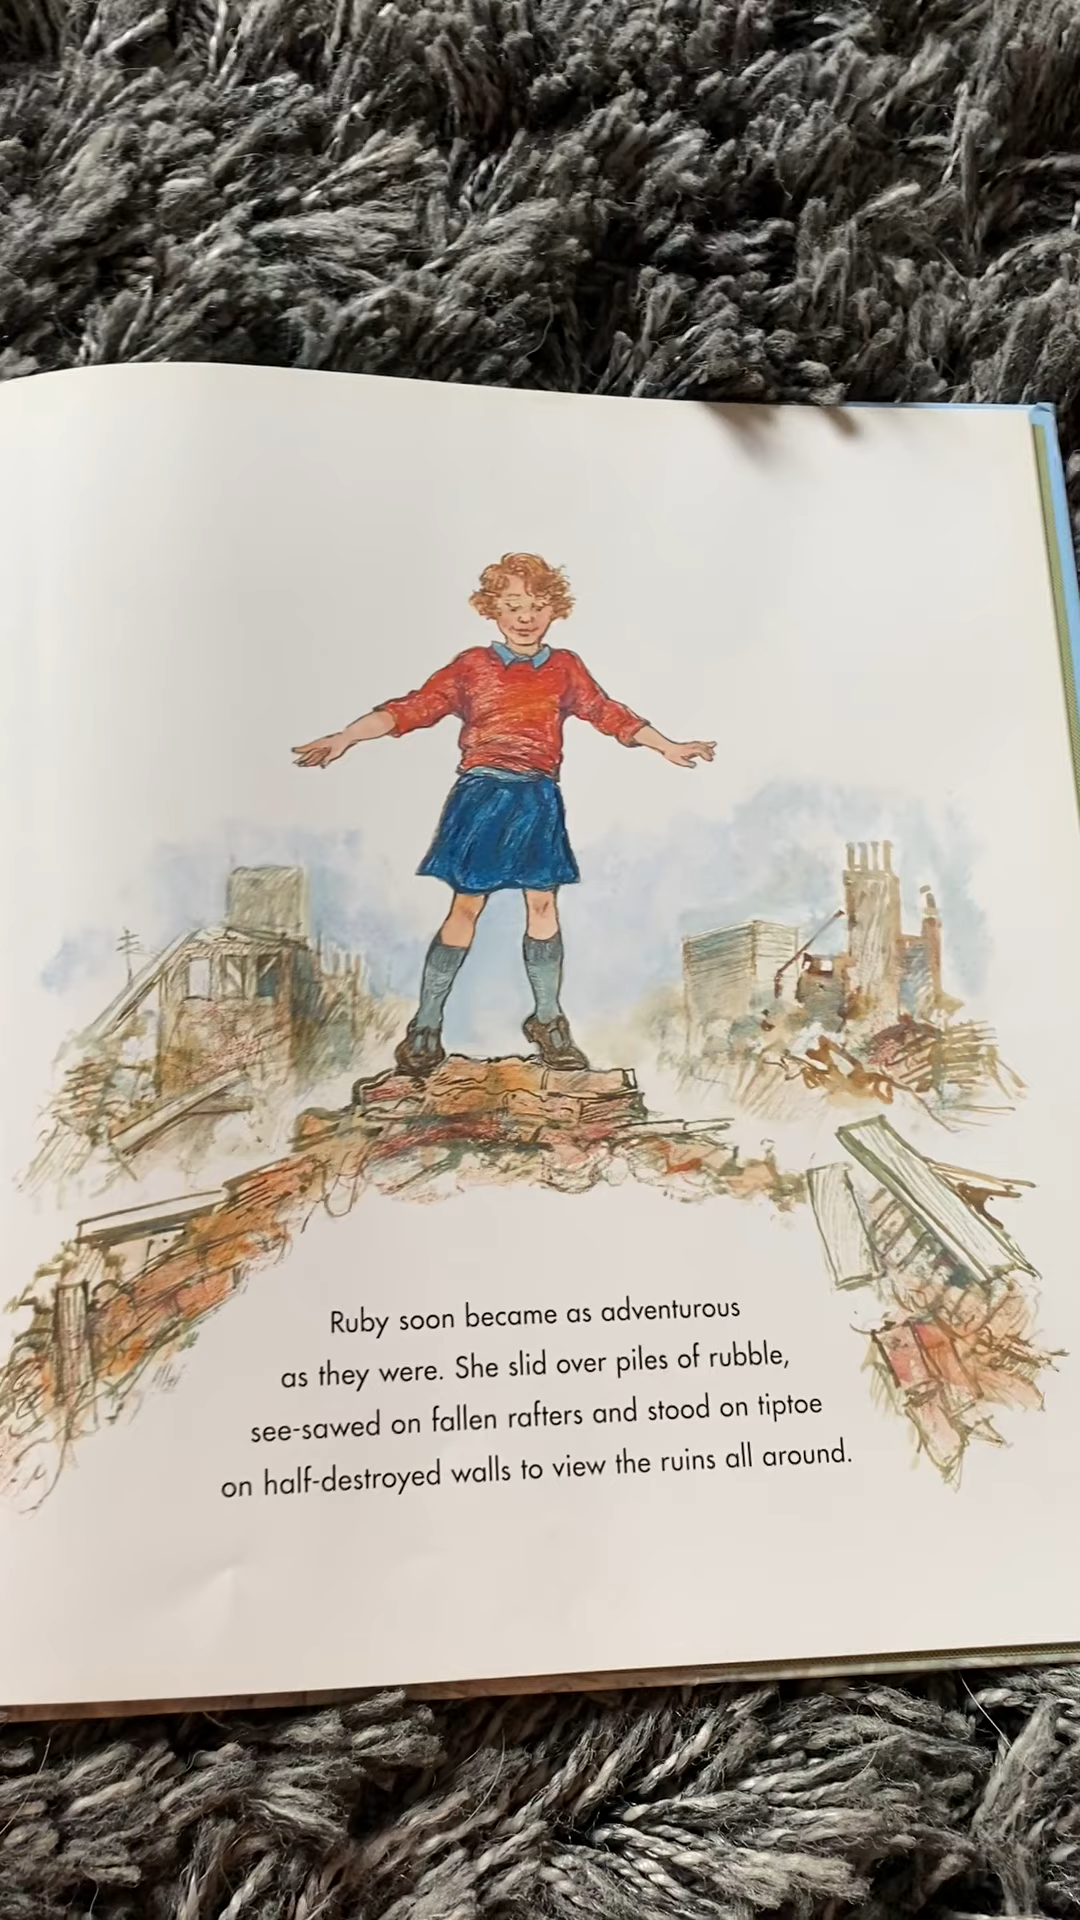 Ruby soon became as adventurous
as they were. She slid over piles of rubble,
see-sawed on fallen rafters and stood on tiptoe
on half-destroyed walls to view the ruins all around.